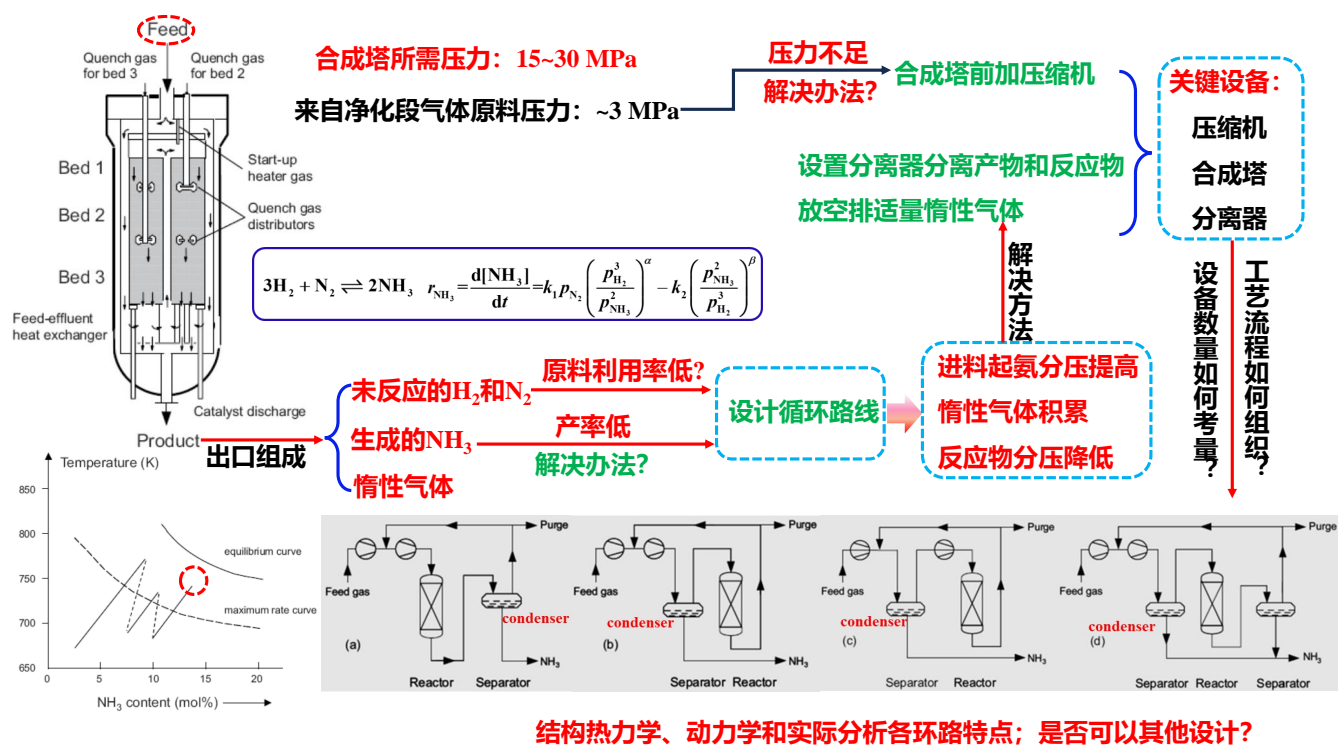 Feed
Quench gas
for bed 3
Quench gas
for bed 2
Start-up
heater gas
Bed 1
Quench gas
distributors
Bed 2
Bed 3
Feed-effluent
heat exchanger
Catalyst discharge
Product
合成塔所需压力：15~30 MPa
来自净化段气体原料压力：~3 MPa
压力不足
解决办法？
合成塔前加压缩机
设置分离器分离产物和反应物
放空排适量惰性气体
关键设备：
压缩机
合成塔
分离器
3H₂ + N₂ ⇌ 2NH₃ r_NH₃ = d[NH₃]/dt = k₁p_N₂(p³_H₂/p²_NH₃)^α − k₂(p²_NH₃/p³_H₂)^β
解决方法
设备数量如何考量？
工艺流程如何组织？
出口组成
未反应的H₂和N₂
生成的NH₃
惰性气体
原料利用率低?
产率低
解决办法？
设计循环路线
进料起氨分压提高
惰性气体积累
反应物分压降低
Temperature (K)
850
800
750
700
650
equilibrium curve
maximum rate curve
0
5
10
15
20
NH₃ content (mol%)
Purge
Feed gas
condenser
(a)
NH₃
Reactor
Separator
Purge
Feed gas
condenser
(b)
NH₃
Separator
Reactor
Purge
Feed gas
condenser
(c)
NH₃
Separator
Reactor
Purge
Feed gas
condenser
(d)
NH₃
Separator
Reactor
Separator
结构热力学、动力学和实际分析各环路特点；是否可以其他设计？